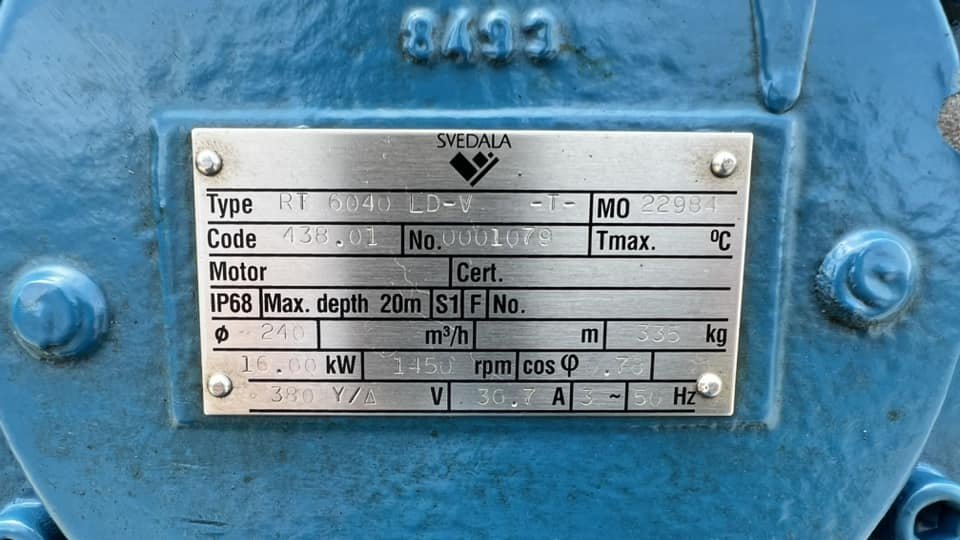 8493
SVEDALA
Type RT 6040 LD-V -T- MO 22984
Code 438.01 No. 0001079 Tmax. ºC
Motor Cert.
IP68 Max. depth 20m S1 F No.
ø 240 m³/h m 335 kg
16.00 kW 1450 rpm cos φ
380 Y/Δ V 30.7 A 3 ~ 50 Hz